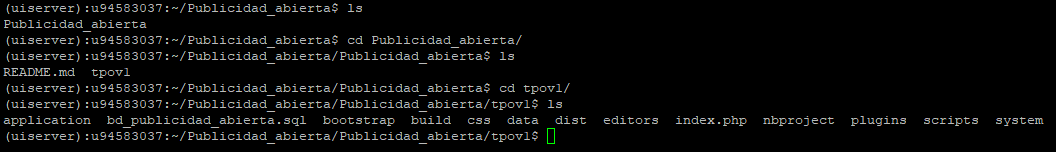 (uiserver):u94583037:~/Publicidad_abierta$ ls
Publicidad_abierta
(uiserver):u94583037:~/Publicidad_abierta$ cd Publicidad_abierta/
(uiserver):u94583037:~/Publicidad_abierta/Publicidad_abierta$ ls
README.md  tpov1
(uiserver):u94583037:~/Publicidad_abierta/Publicidad_abierta$ cd tpov1/
(uiserver):u94583037:~/Publicidad_abierta/Publicidad_abierta/tpov1$ ls
application  bd_publicidad_abierta.sql  bootstrap  build  css  data  dist  editors  index.php  nbproject  plugins  scripts  system
(uiserver):u94583037:~/Publicidad_abierta/Publicidad_abierta/tpov1$